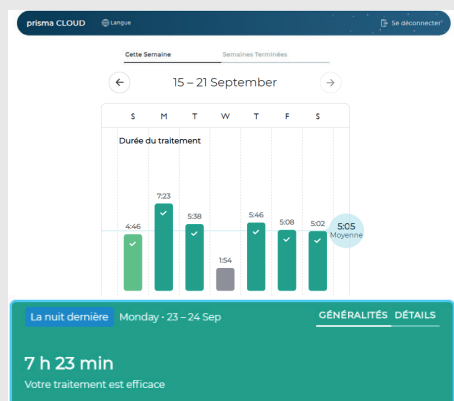 prisma CLOUD Langue Se déconnecter
Cette Semaine Semaines Terminées
15 – 21 September
S M T W T F S
Durée du traitement
7:23
5:38 5:46
4:46 5:08 5:02 5:05
Moyenne
1:54
La nuit dernière Monday · 23 – 24 Sep GÉNÉRALITÉS DÉTAILS
7 h 23 min
Votre traitement est efficace